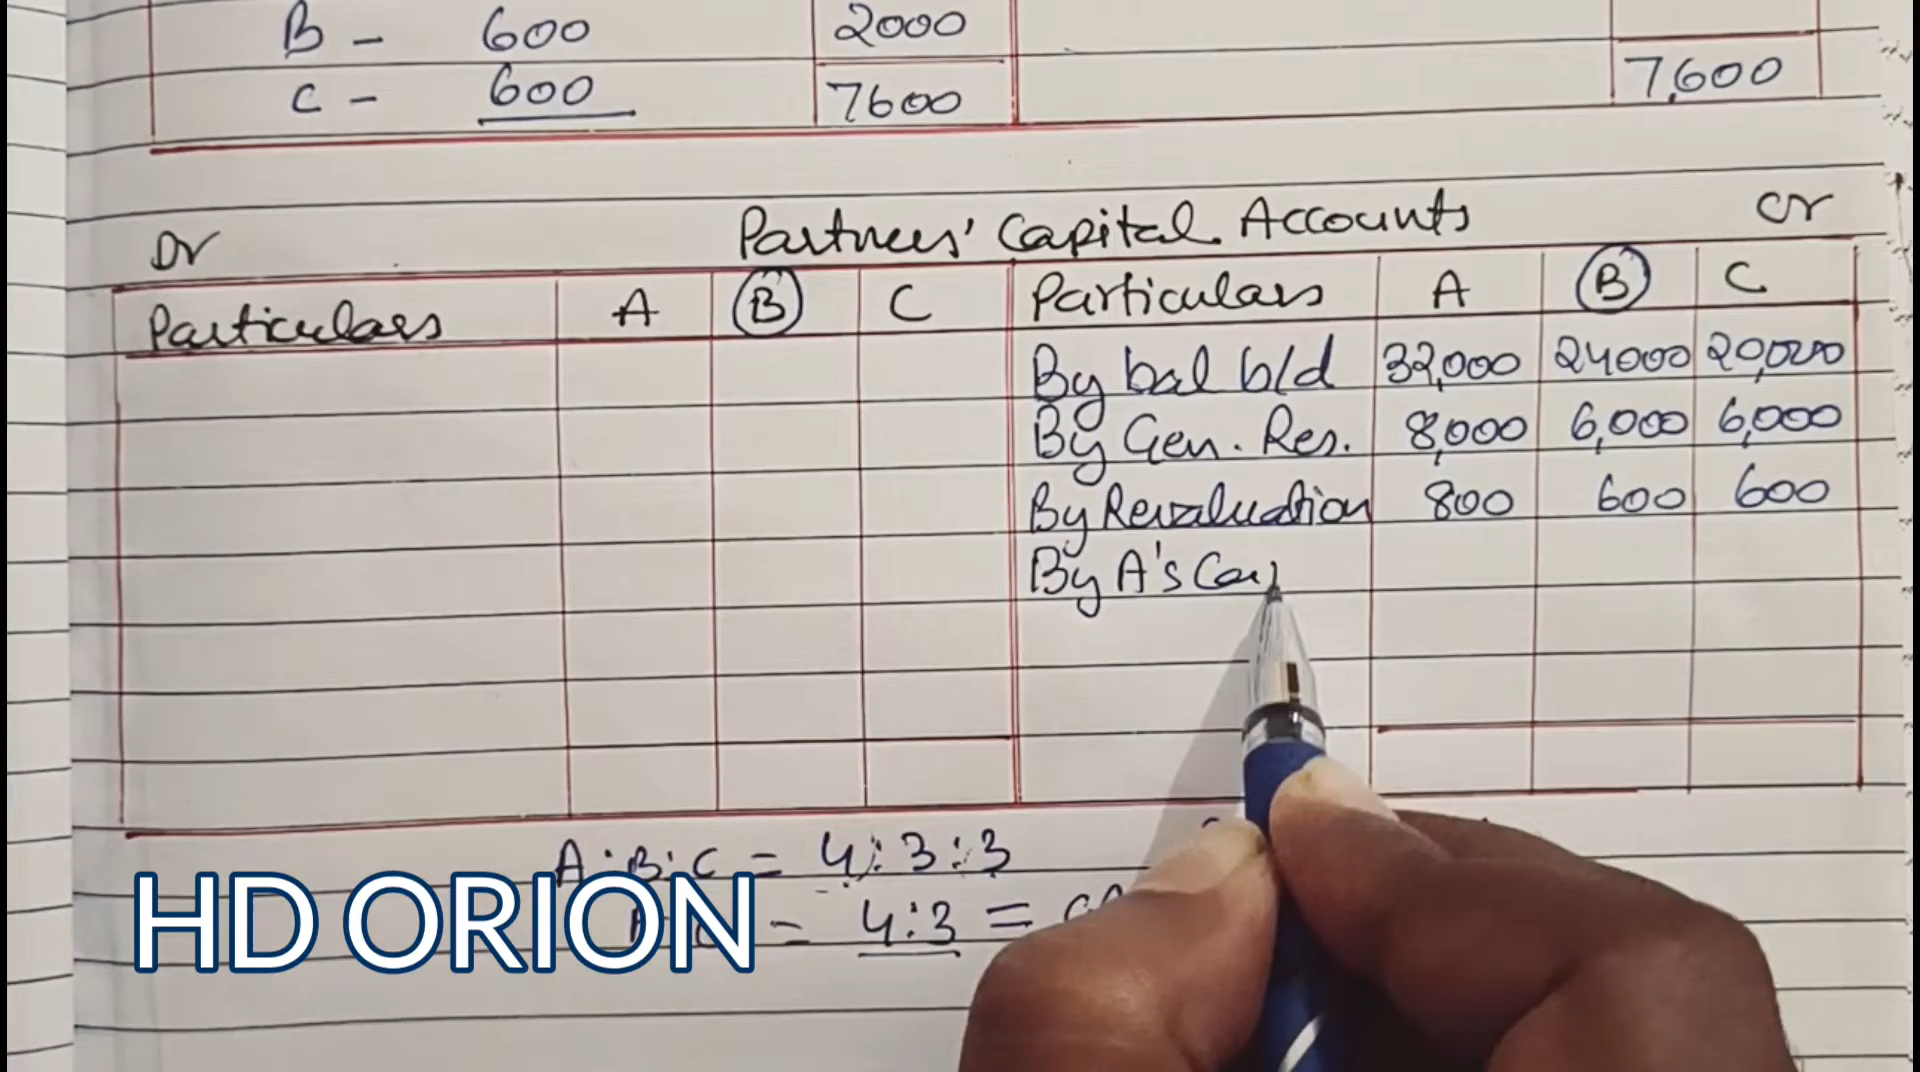 B - 600 2000
C - 600 7600 7,600
Dr Partners' Capital Accounts Cr
Particulars A B C Particulars A B C
By bal b/d 32,000 24000 20,000
By Gen. Res. 8,000 6,000 6,000
By Revaluation 800 600 600
By A's Cap
A : B : C = 4 : 3 : 3
C - 4 : 3 =
HD ORION